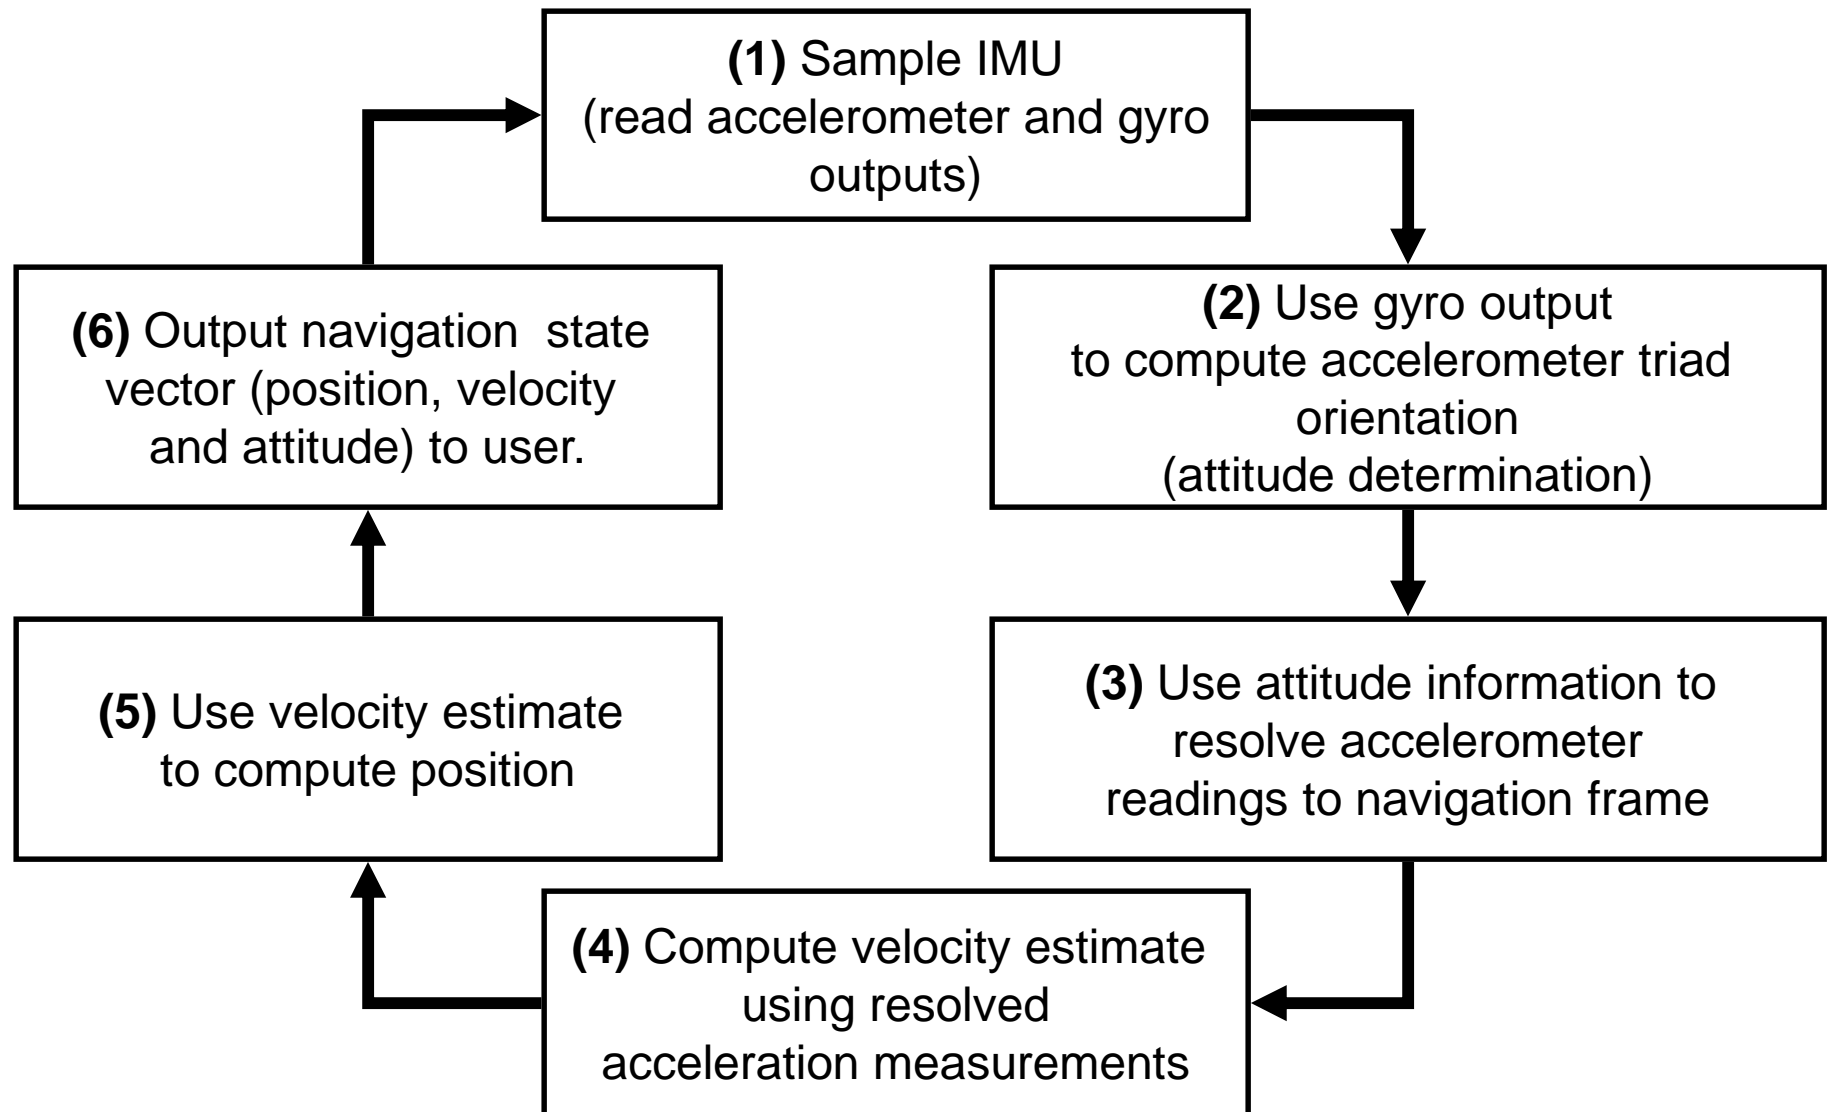 (1) Sample IMU
(read accelerometer and gyro
outputs)
(2) Use gyro output
to compute accelerometer triad
orientation
(attitude determination)
(3) Use attitude information to
resolve accelerometer
readings to navigation frame
(4) Compute velocity estimate
using resolved
acceleration measurements
(5) Use velocity estimate
to compute position
(6) Output navigation  state
vector (position, velocity
and attitude) to user.